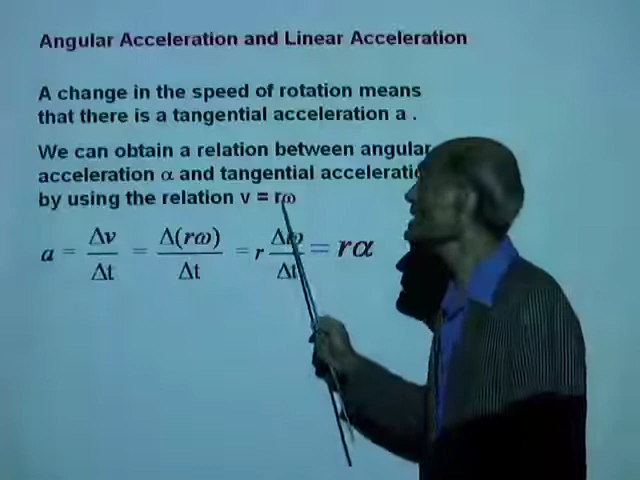 Angular Acceleration and Linear Acceleration
A change in the speed of rotation means
that there is a tangential acceleration a .
We can obtain a relation between angular
acceleration α and tangential acceleratio
by using the relation v = rω
a = Δv/Δt = Δ(rω)/Δt = r Δω/Δt = rα